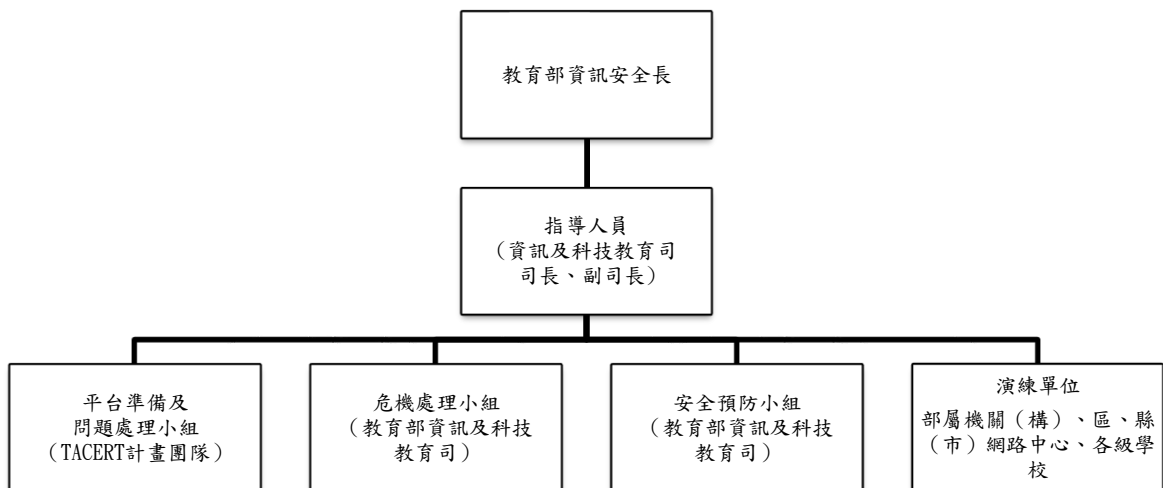 教育部資訊安全長
指導人員
（資訊及科技教育司
司長、副司長）
平台準備及
問題處理小組
（TACERT計畫團隊）
危機處理小組
（教育部資訊及科技
教育司）
安全預防小組
（教育部資訊及科技
教育司）
演練單位
部屬機關（構）、區、縣
（市）網路中心、各級學
校